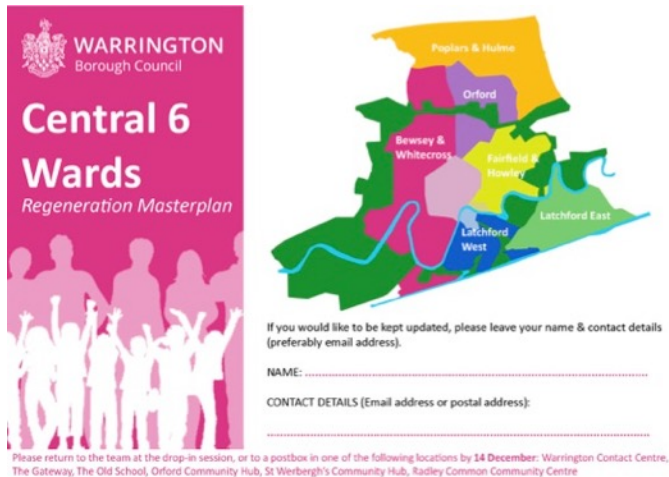 WARRINGTON
Borough Council
Central 6
Wards
Regeneration Masterplan
Poplars & Hulme
Orford
Bewsey &
Whitecross
Fairfield &
Howley
Latchford East
Latchford
West
If you would like to be kept updated, please leave your name & contact details
(preferably email address).
NAME:
CONTACT DETAILS (Email address or postal address):
Please return to the team at the drop-in session, or to a postbox in one of the following locations by 14 December: Warrington Contact Centre,
The Gateway, The Old School, Orford Community Hub, St Werbergh's Community Hub, Radley Common Community Centre